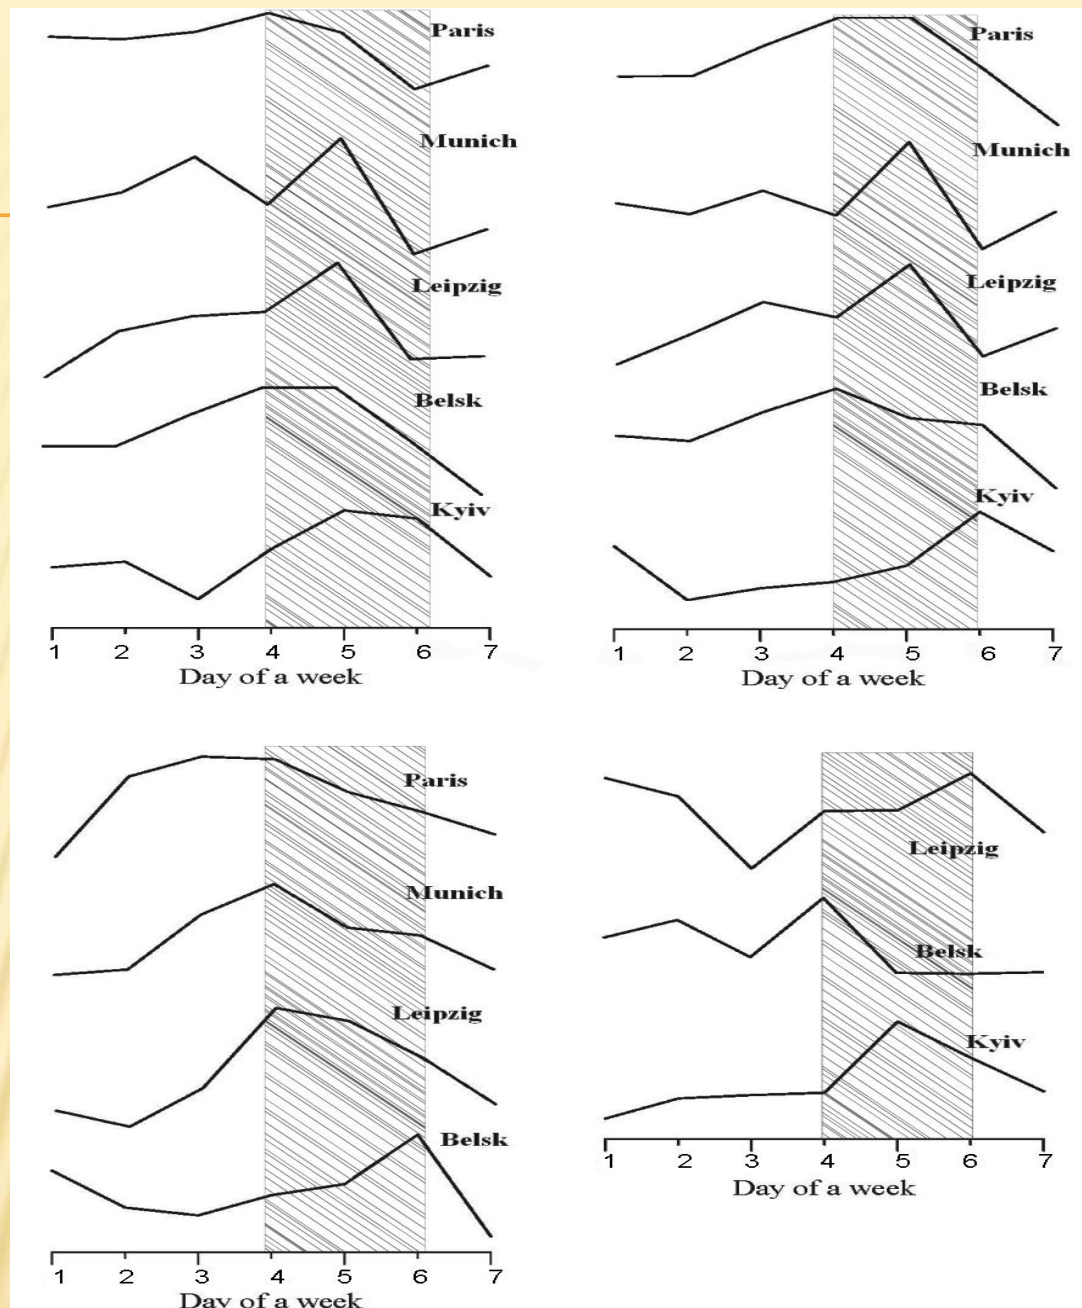 Paris
Munich
Leipzig
Belsk
Kyiv
1 2 3 4 5 6 7
Day of a week
Paris
Munich
Leipzig
Belsk
Kyiv
1 2 3 4 5 6 7
Day of a week
Paris
Munich
Leipzig
Belsk
1 2 3 4 5 6 7
Day of a week
Leipzig
Belsk
Kyiv
1 2 3 4 5 6 7
Day of a week